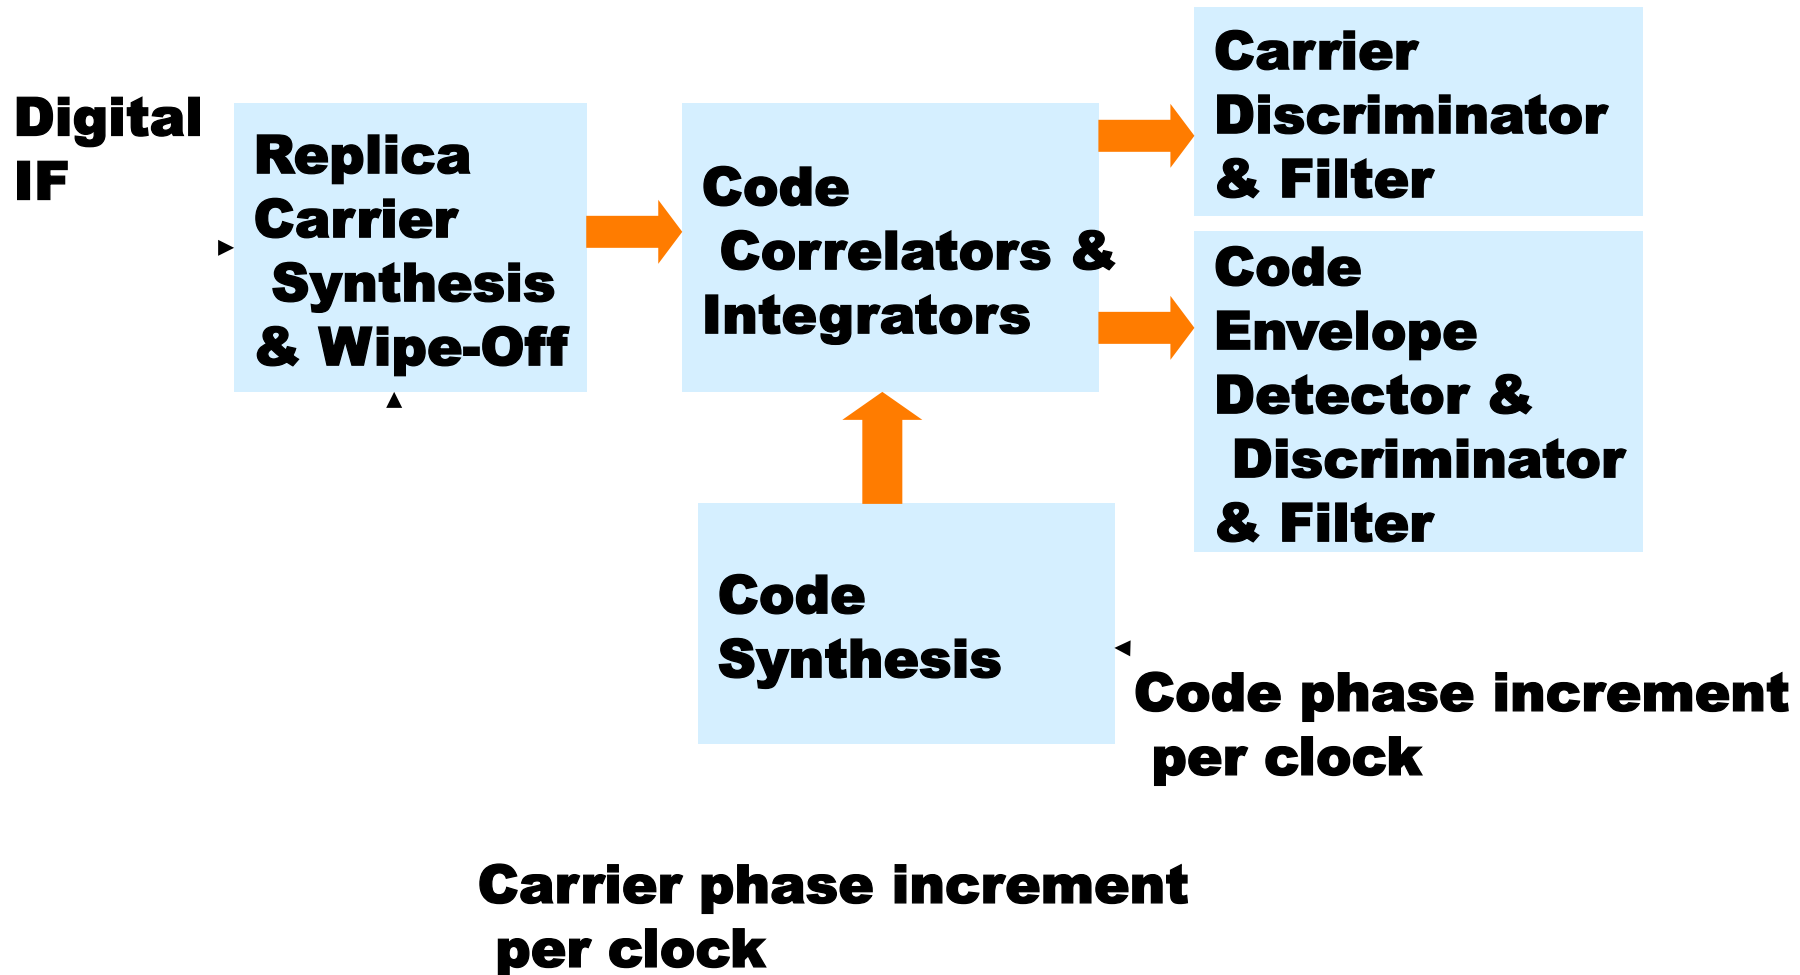 Digital
IF
Replica
Carrier
Synthesis
& Wipe-Off
Code
Correlators &
Integrators
Carrier
Discriminator
& Filter
Code
Envelope
Detector &
Discriminator
& Filter
Code
Synthesis
Code phase increment
per clock
Carrier phase increment
per clock